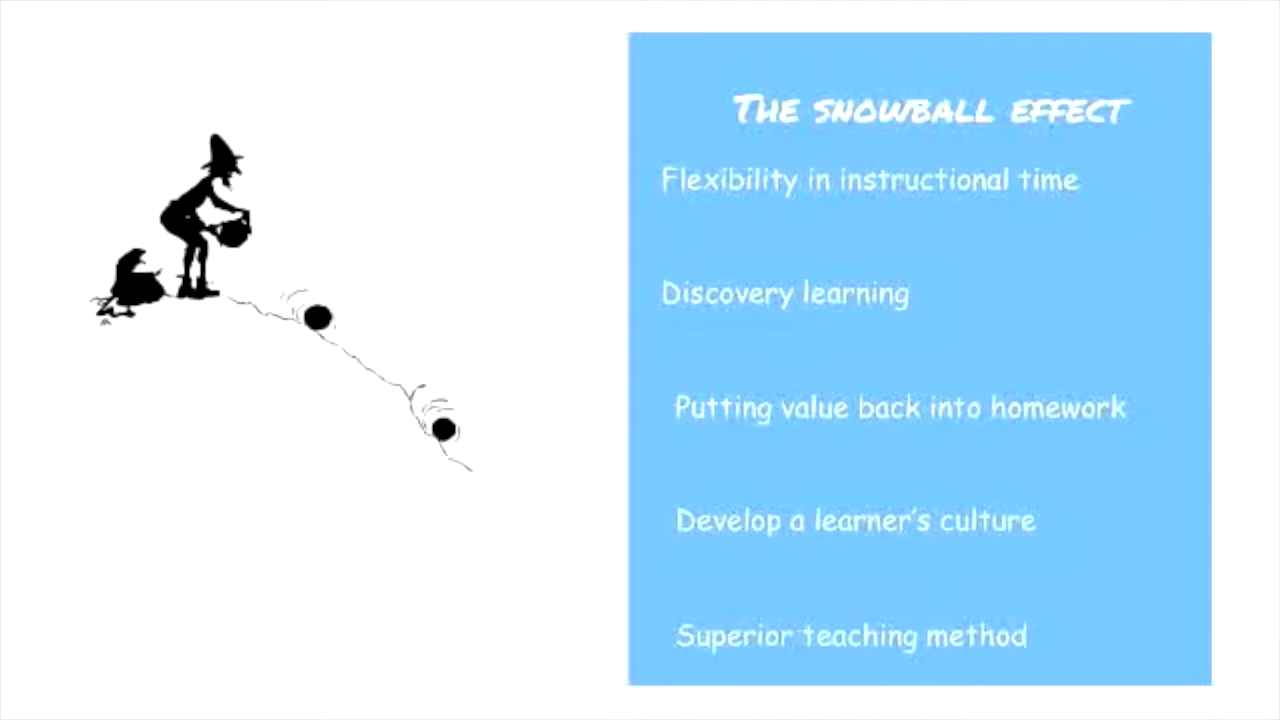 The snowball effect
Flexibility in instructional time
Discovery learning
Putting value back into homework
Develop a learner's culture
Superior teaching method